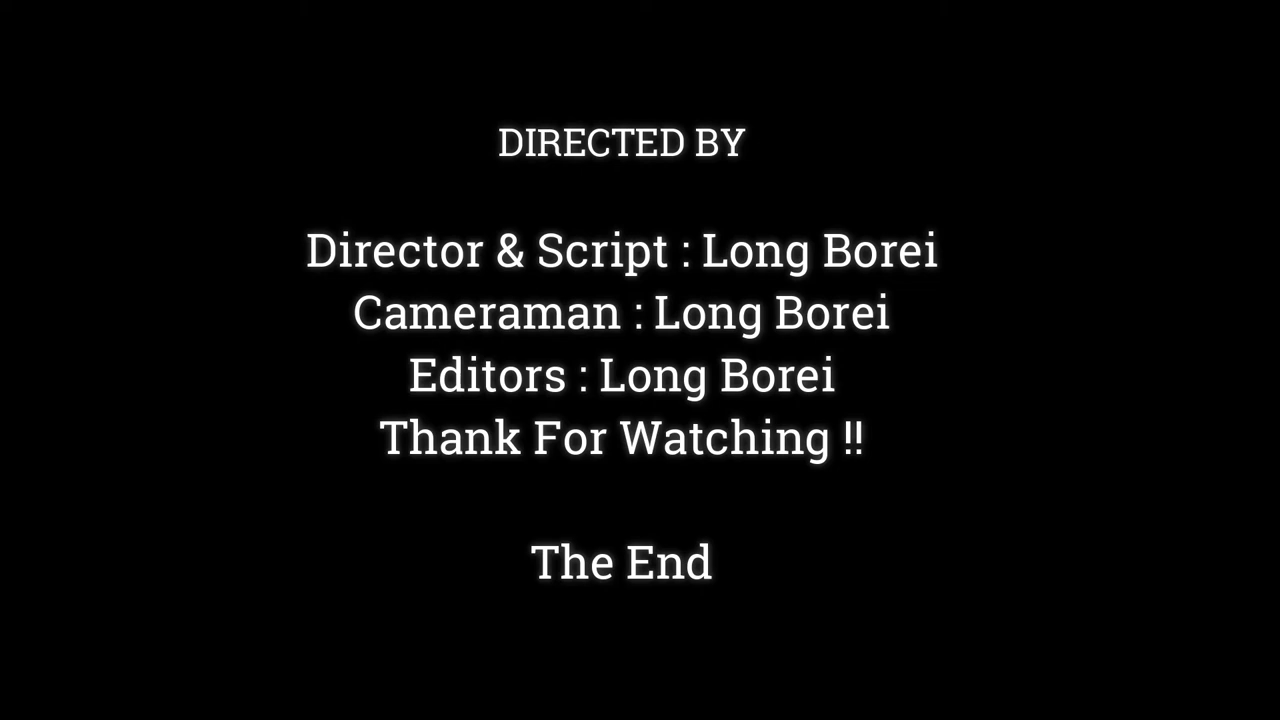 DIRECTED BY
Director & Script : Long Borei
Cameraman : Long Borei
Editors : Long Borei
Thank For Watching !!
The End